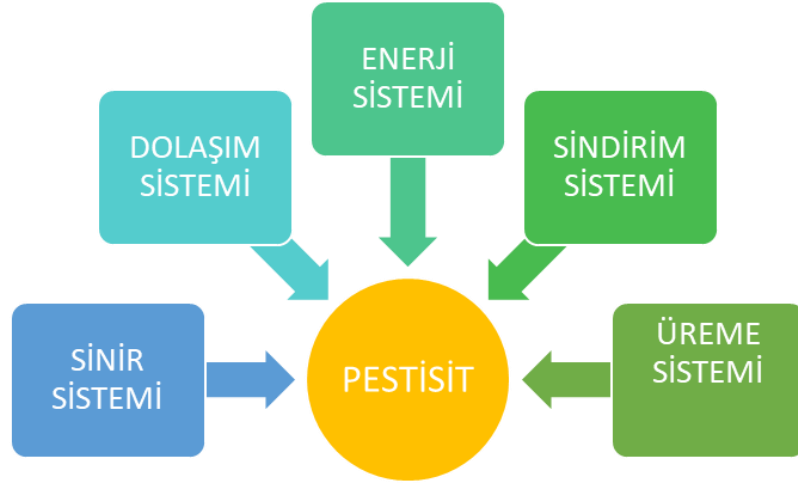 ENERJİ
SİSTEMİ
DOLAŞIM
SİSTEMİ
SİNDİRİM
SİSTEMİ
SİNİR
SİSTEMİ
PESTİSİT
ÜREME
SİSTEMİ